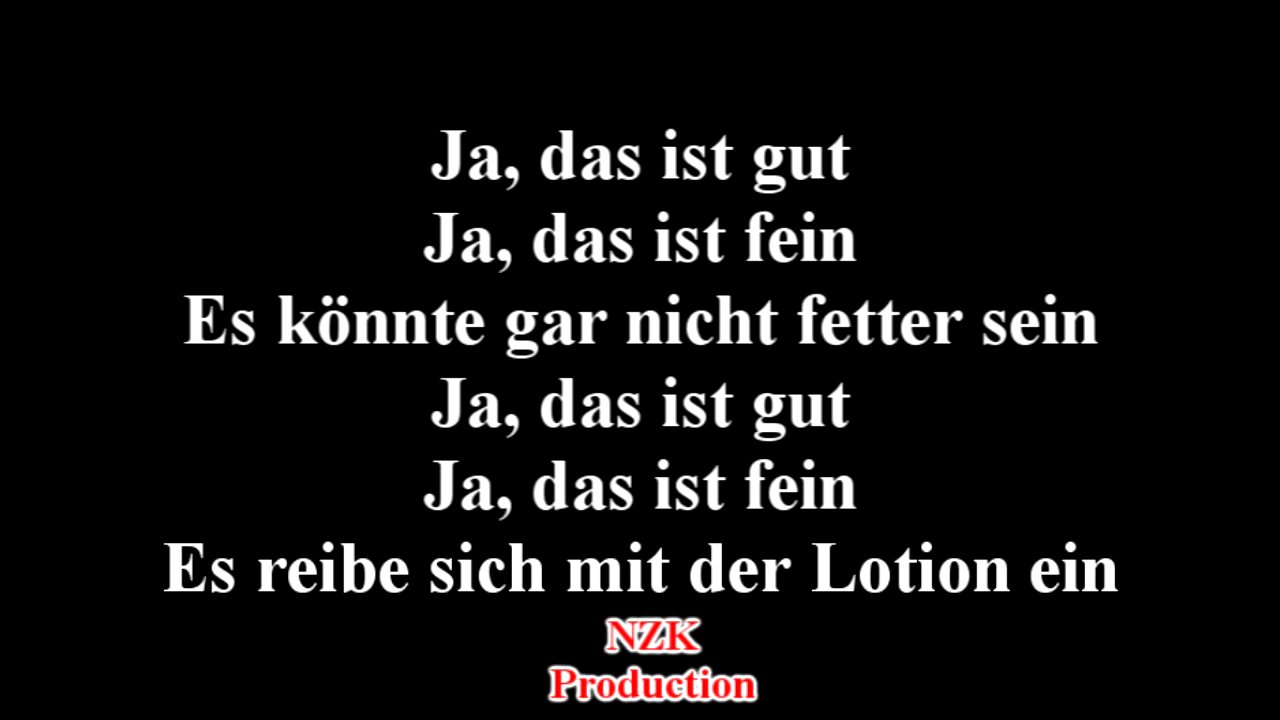 Ja, das ist gut
Ja, das ist fein
Es könnte gar nicht fetter sein
Ja, das ist gut
Ja, das ist fein
Es reibe sich mit der Lotion ein
NZK
Production